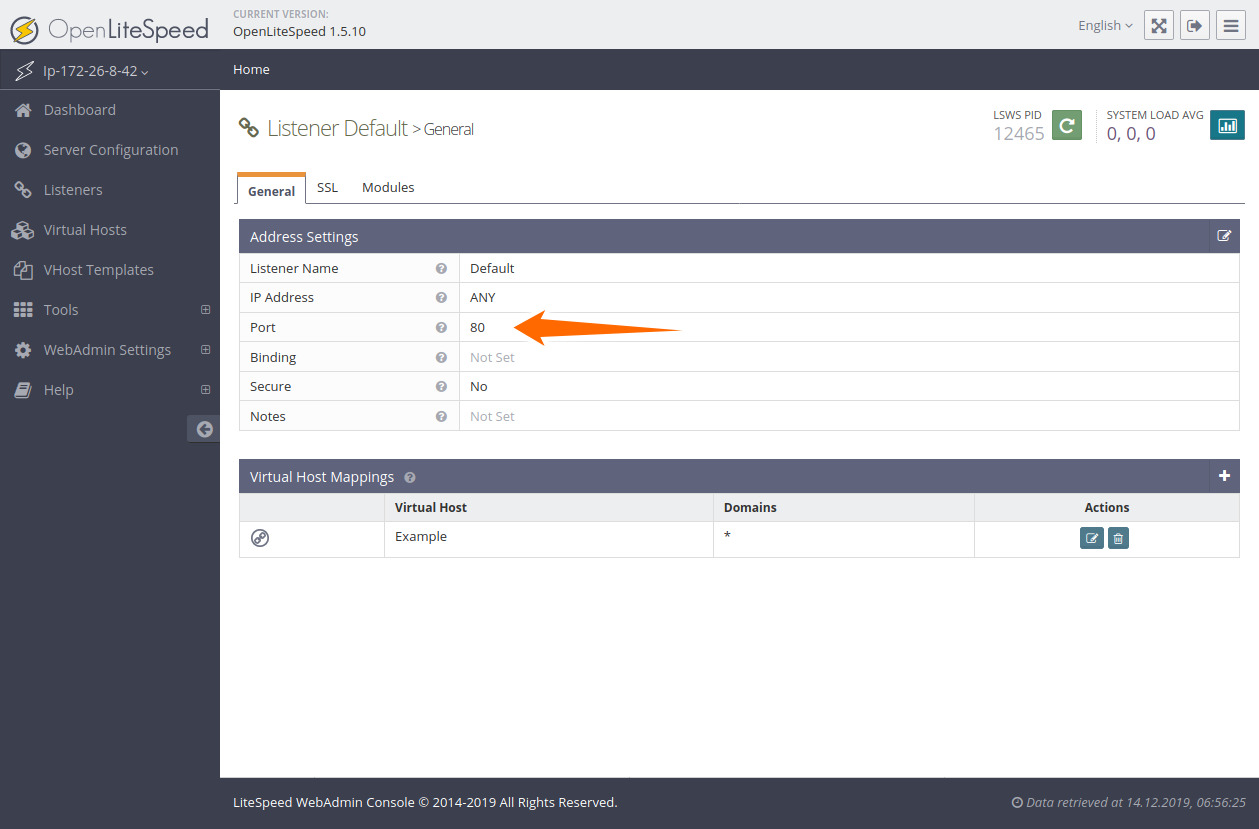 OpenLiteSpeed
CURRENT VERSION:
OpenLiteSpeed 1.5.10
English
Ip-172-26-8-42
Home
Dashboard
Server Configuration
Listeners
Virtual Hosts
VHost Templates
Tools
WebAdmin Settings
Help
Listener Default > General
LSWS PID
12465
SYSTEM LOAD AVG
0, 0, 0
General SSL Modules
Address Settings
Listener Name ? Default
IP Address ? ANY
Port ? 80
Binding ? Not Set
Secure ? No
Notes ? Not Set
Virtual Host Mappings ?
Virtual Host Domains Actions
Example *
LiteSpeed WebAdmin Console © 2014-2019 All Rights Reserved.
Data retrieved at 14.12.2019, 06:56:25